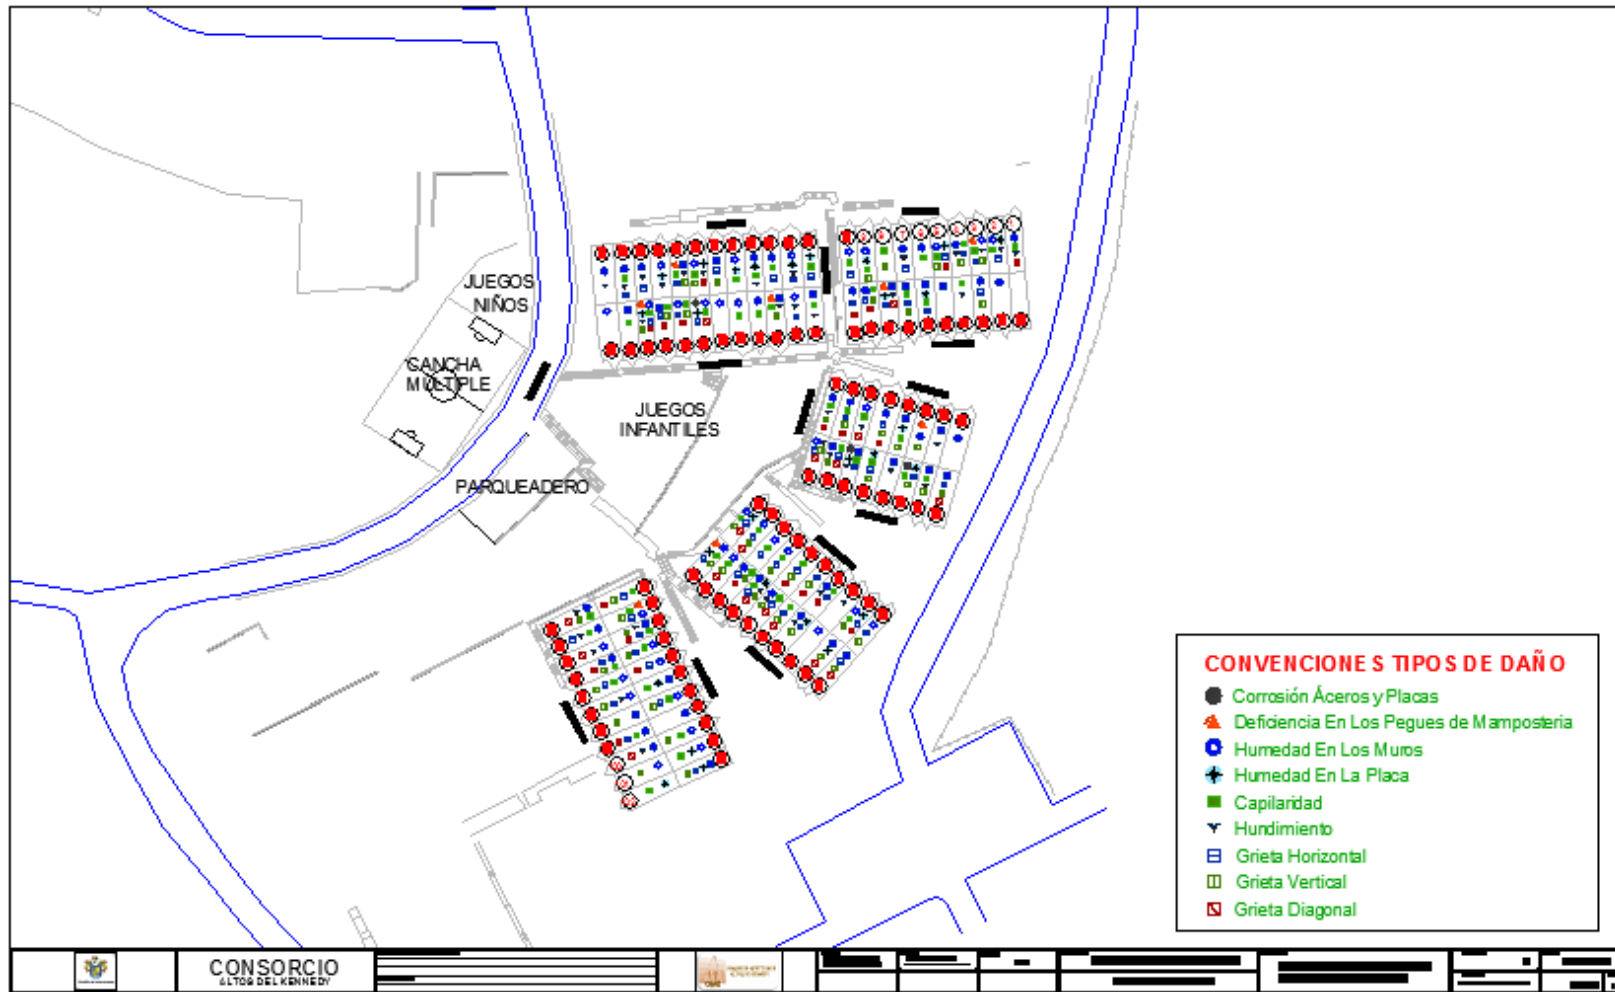 JUEGOS
NIÑOS
CANCHA
MÚLTIPLE
JUEGOS
INFANTILES
PARQUEADERO
CONVENCIONES TIPOS DE DAÑO
Corrosión Áceros y Placas
Deficiencia En Los Pegues de Mamposteria
Humedad En Los Muros
Humedad En La Placa
Capilaridad
Hundimiento
Grieta Horizontal
Grieta Vertical
Grieta Diagonal
CONSORCIO
ALTOS DEL KENNEDY